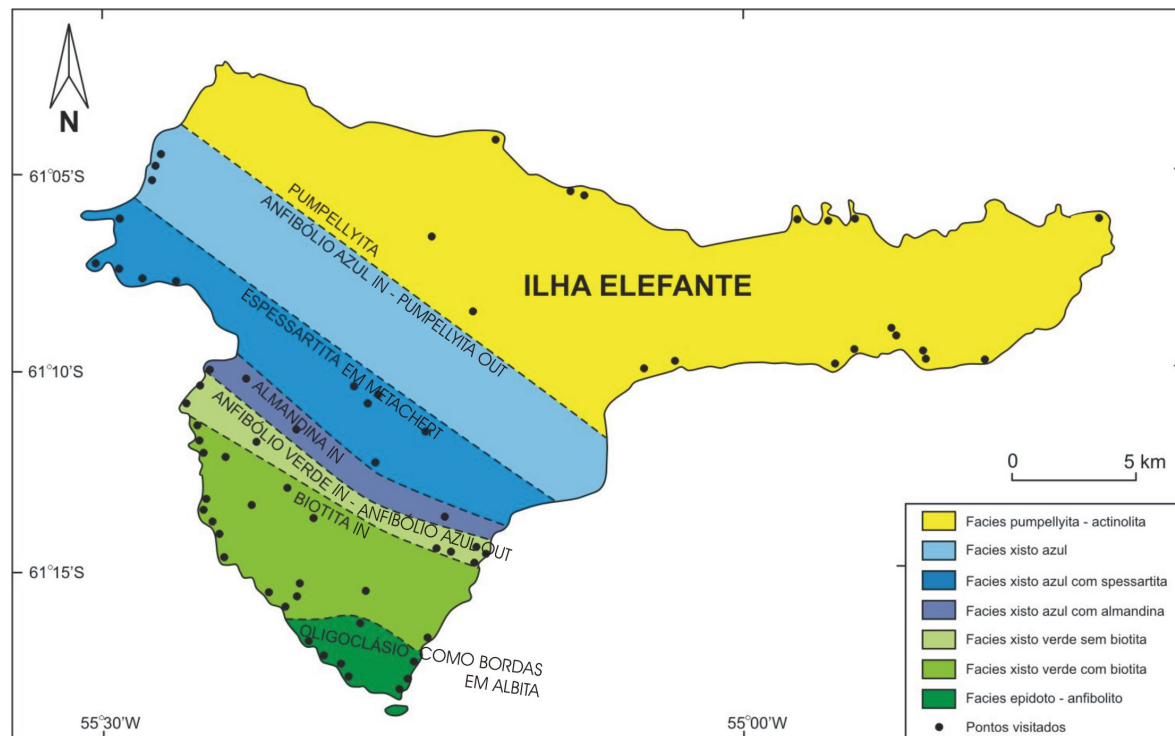 N
61°05'S
61°10'S
61°15'S
55°30'W
55°00'W
PUMPELLYITA
ANFIBÓLIO AZUL IN - PUMPELLYITA OUT
ILHA ELEFANTE
ESPESSARTITA EM METACHERT
ALMANDINA IN
ANFIBÓLIO VERDE IN - ANFIBÓLIO AZUL OUT
BIOTITA IN
OLIGOCLÁSIO
COMO BORDAS
EM ALBITA
0 5 km
Facies pumpellyita - actinolita
Facies xisto azul
Facies xisto azul com spessartita
Facies xisto azul com almandina
Facies xisto verde sem biotita
Facies xisto verde com biotita
Facies epidoto - anfibolito
Pontos visitados